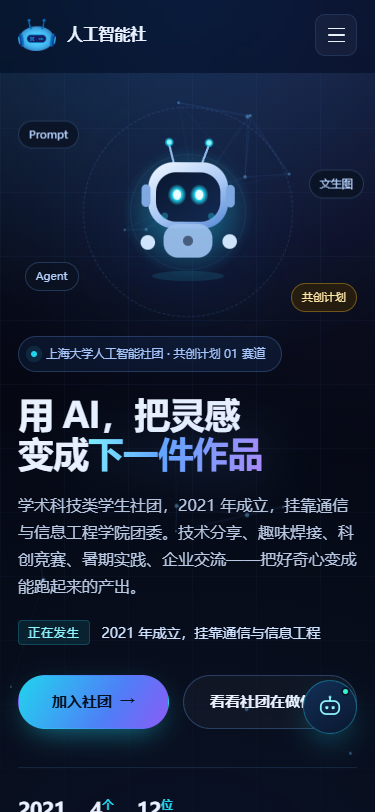 人工智能社
Prompt
文生图
Agent
共创计划
上海大学人工智能社团 · 共创计划 01 赛道
用 AI，把灵感
变成下一件作品
学术科技类学生社团，2021 年成立，挂靠通信
与信息工程学院团委。技术分享、趣味焊接、科
创竞赛、暑期实践、企业交流——把好奇心变成
能跑起来的产出。
正在发生 2021 年成立，挂靠通信与信息工程
加入社团 →
看看社团在做
2021 4个 12位